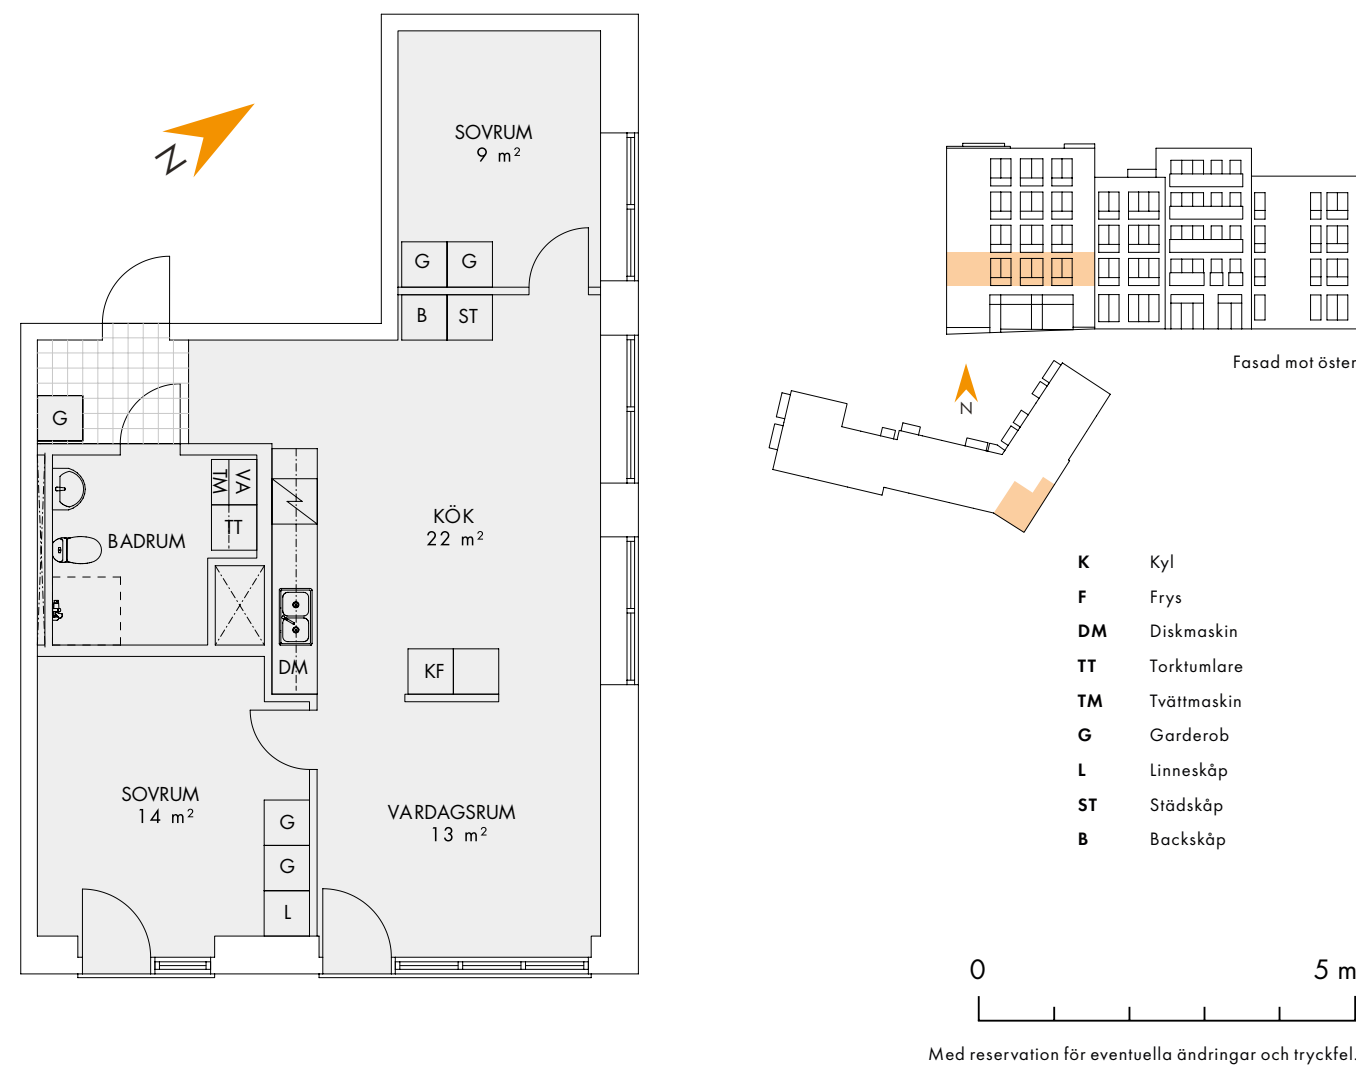 N
SOVRUM
9 m²
G
G
B
ST
G
TM
VA
TT
BADRUM
KÖK
22 m²
DM
KF
SOVRUM
14 m²
G
G
L
VARDAGSRUM
13 m²
Fasad mot öster
N
K Kyl
F Frys
DM Diskmaskin
TT Torktumlare
TM Tvättmaskin
G Garderob
L Linneskåp
ST Städskåp
B Backskåp
0 5 m
Med reservation för eventuella ändringar och tryckfel.